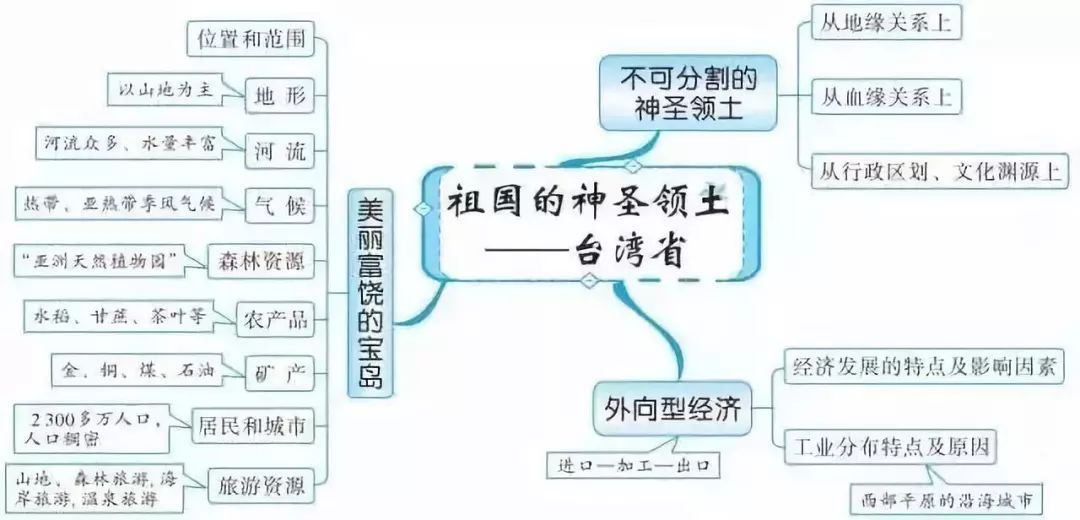 祖国的神圣领土
——台湾省
不可分割的
神圣领土
从地缘关系上
从血缘关系上
从行政区划、文化渊源上
美丽富饶的宝岛
位置和范围
地形
以山地为主
河流
河流众多、水量丰富
气候
热带、亚热带季风气候
森林资源
“亚洲天然植物园”
农产品
水稻、甘蔗、茶叶等
矿产
金、铜、煤、石油
居民和城市
2300多万人口,
人口稠密
旅游资源
山地、森林旅游,海
岸旅游,温泉旅游
外向型经济
进口—加工—出口
经济发展的特点及影响因素
工业分布特点及原因
西部平原的沿海城市